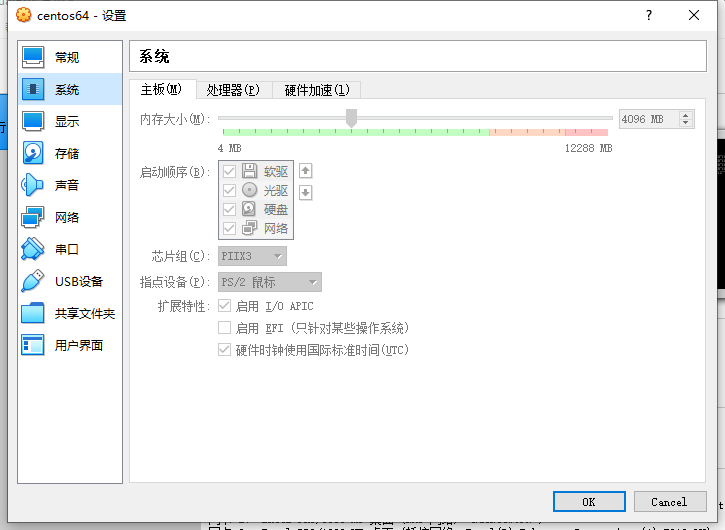 centos64 - 设置
?
常规
系统
显示
存储
声音
网络
串口
USB设备
共享文件夹
用户界面
系统
主板(M) 处理器(P) 硬件加速(l)
内存大小(M): 4096 MB
4 MB 12288 MB
启动顺序(B): 软驱
光驱
硬盘
网络
芯片组(C): PIIX3
指点设备(P): PS/2 鼠标
扩展特性: 启用 I/O APIC
启用 EFI (只针对某些操作系统)
硬件时钟使用国际标准时间(UTC)
OK Cancel